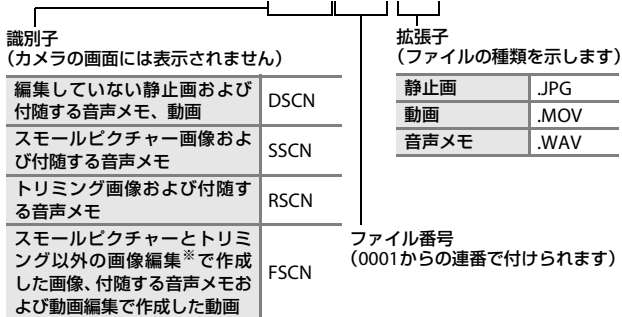 識別子
(カメラの画面には表示されません)
編集していない静止画および
付随する音声メモ、動画
DSCN
スモールピクチャー画像およ
び付随する音声メモ
SSCN
トリミング画像および付随す
る音声メモ
RSCN
スモールピクチャーとトリミ
ング以外の画像編集※で作成
した画像、付随する音声メモお
よび動画編集で作成した動画
FSCN
拡張子
(ファイルの種類を示します)
静止画 .JPG
動画 .MOV
音声メモ .WAV
ファイル番号
(0001からの連番で付けられます)